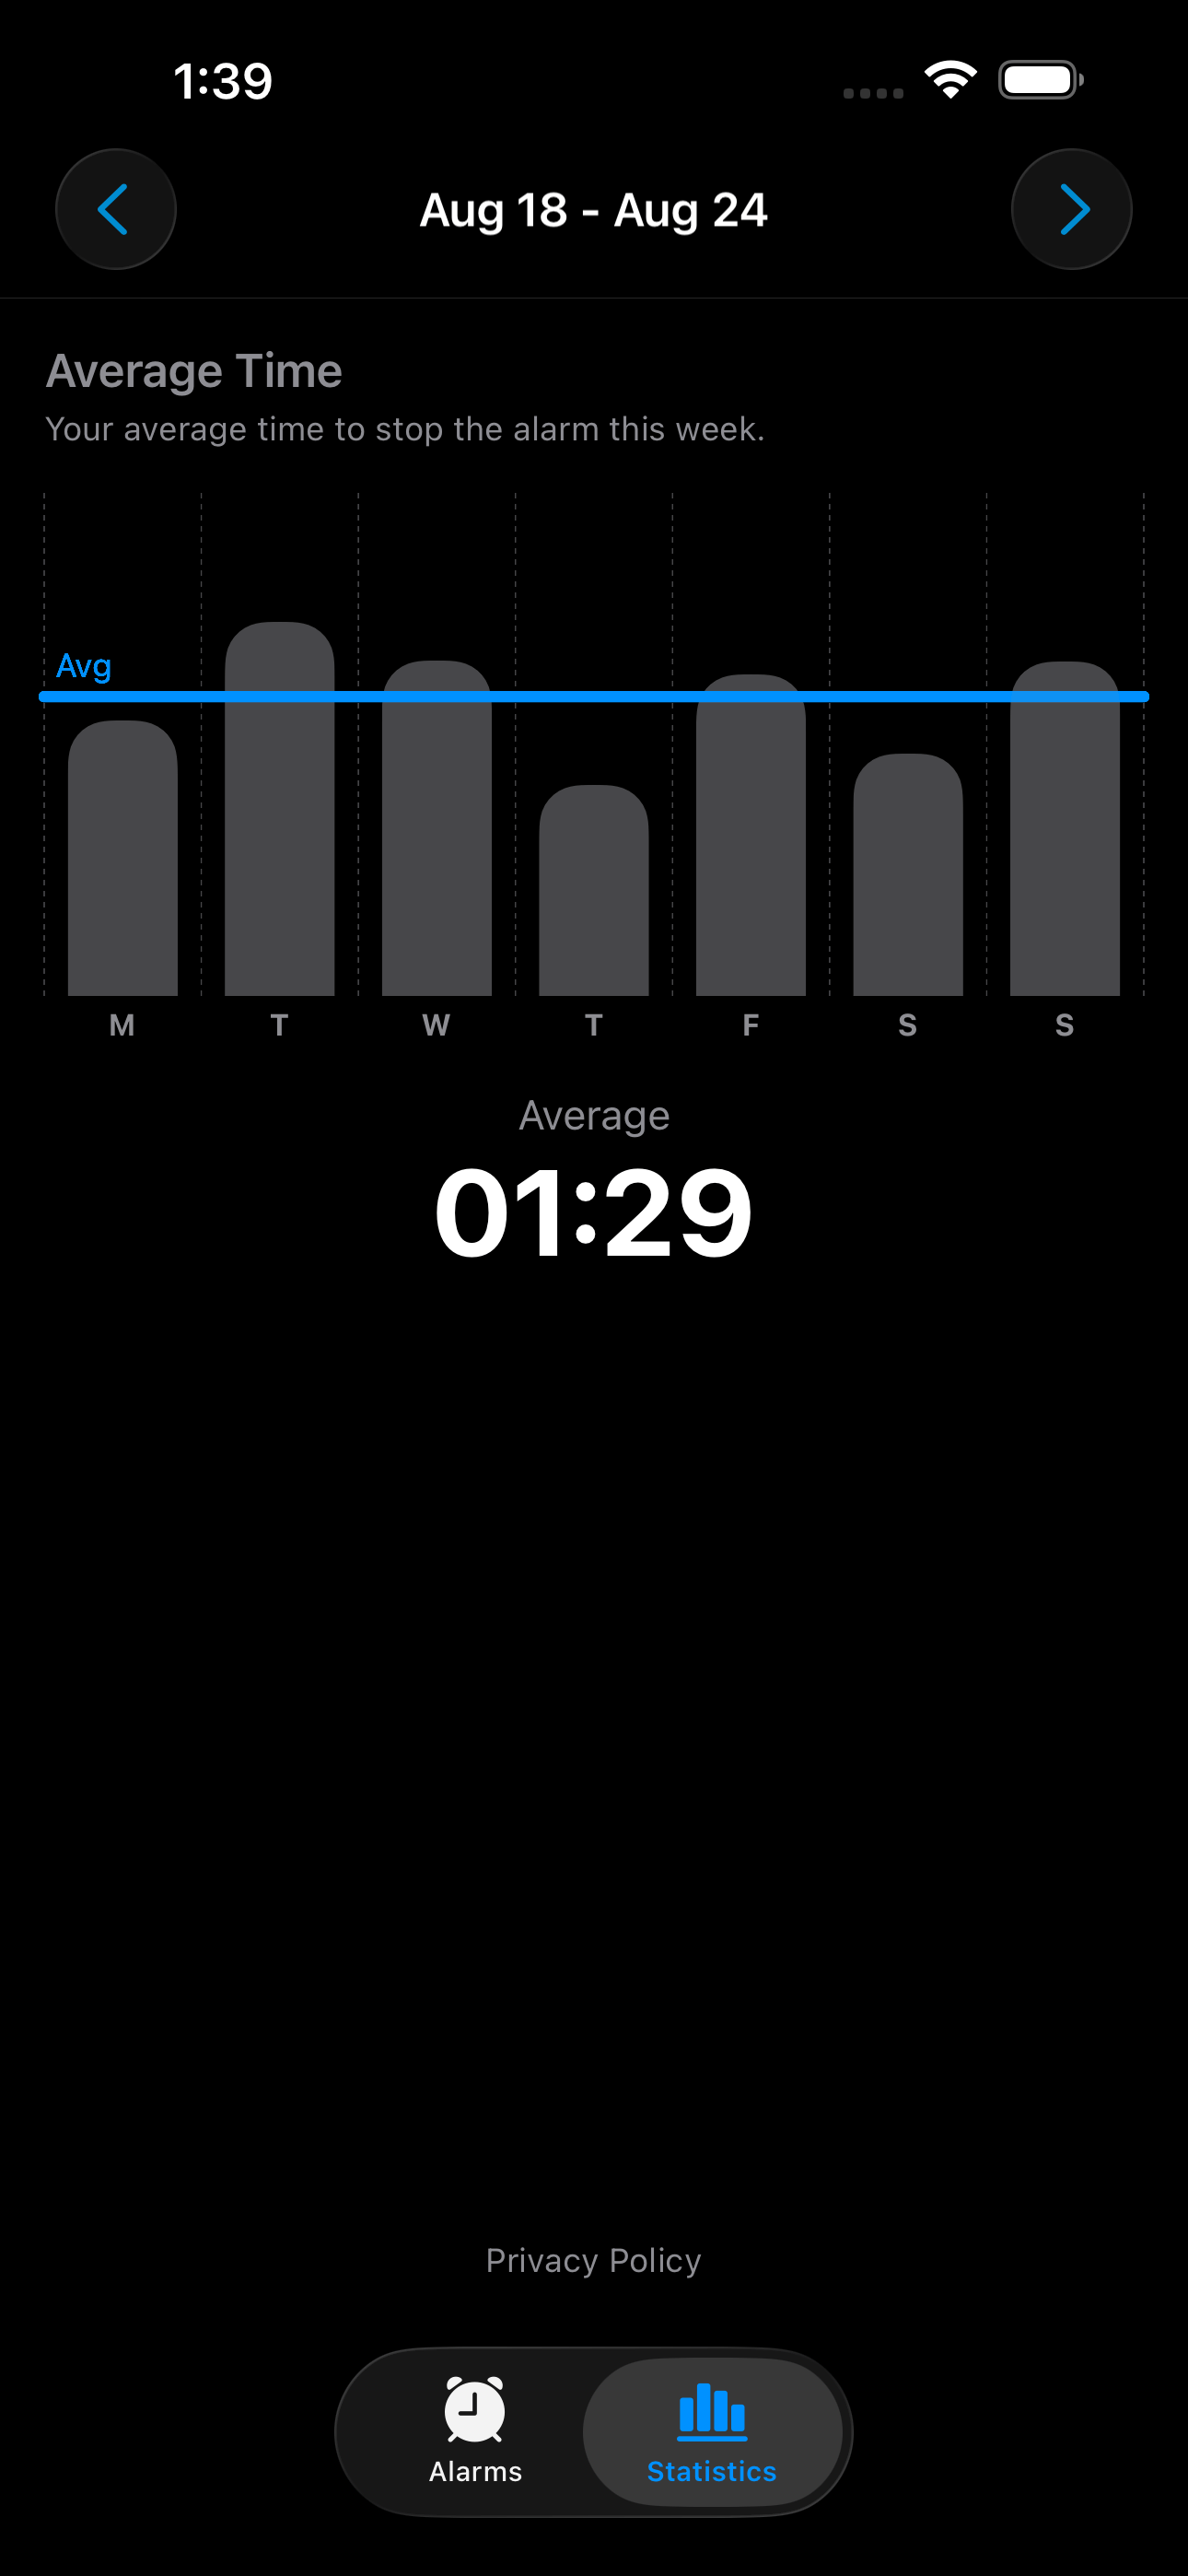 1:39
Aug 18 - Aug 24
Average Time
Your average time to stop the alarm this week.
Avg
M T W T F S S
Average
01:29
Privacy Policy
Alarms Statistics